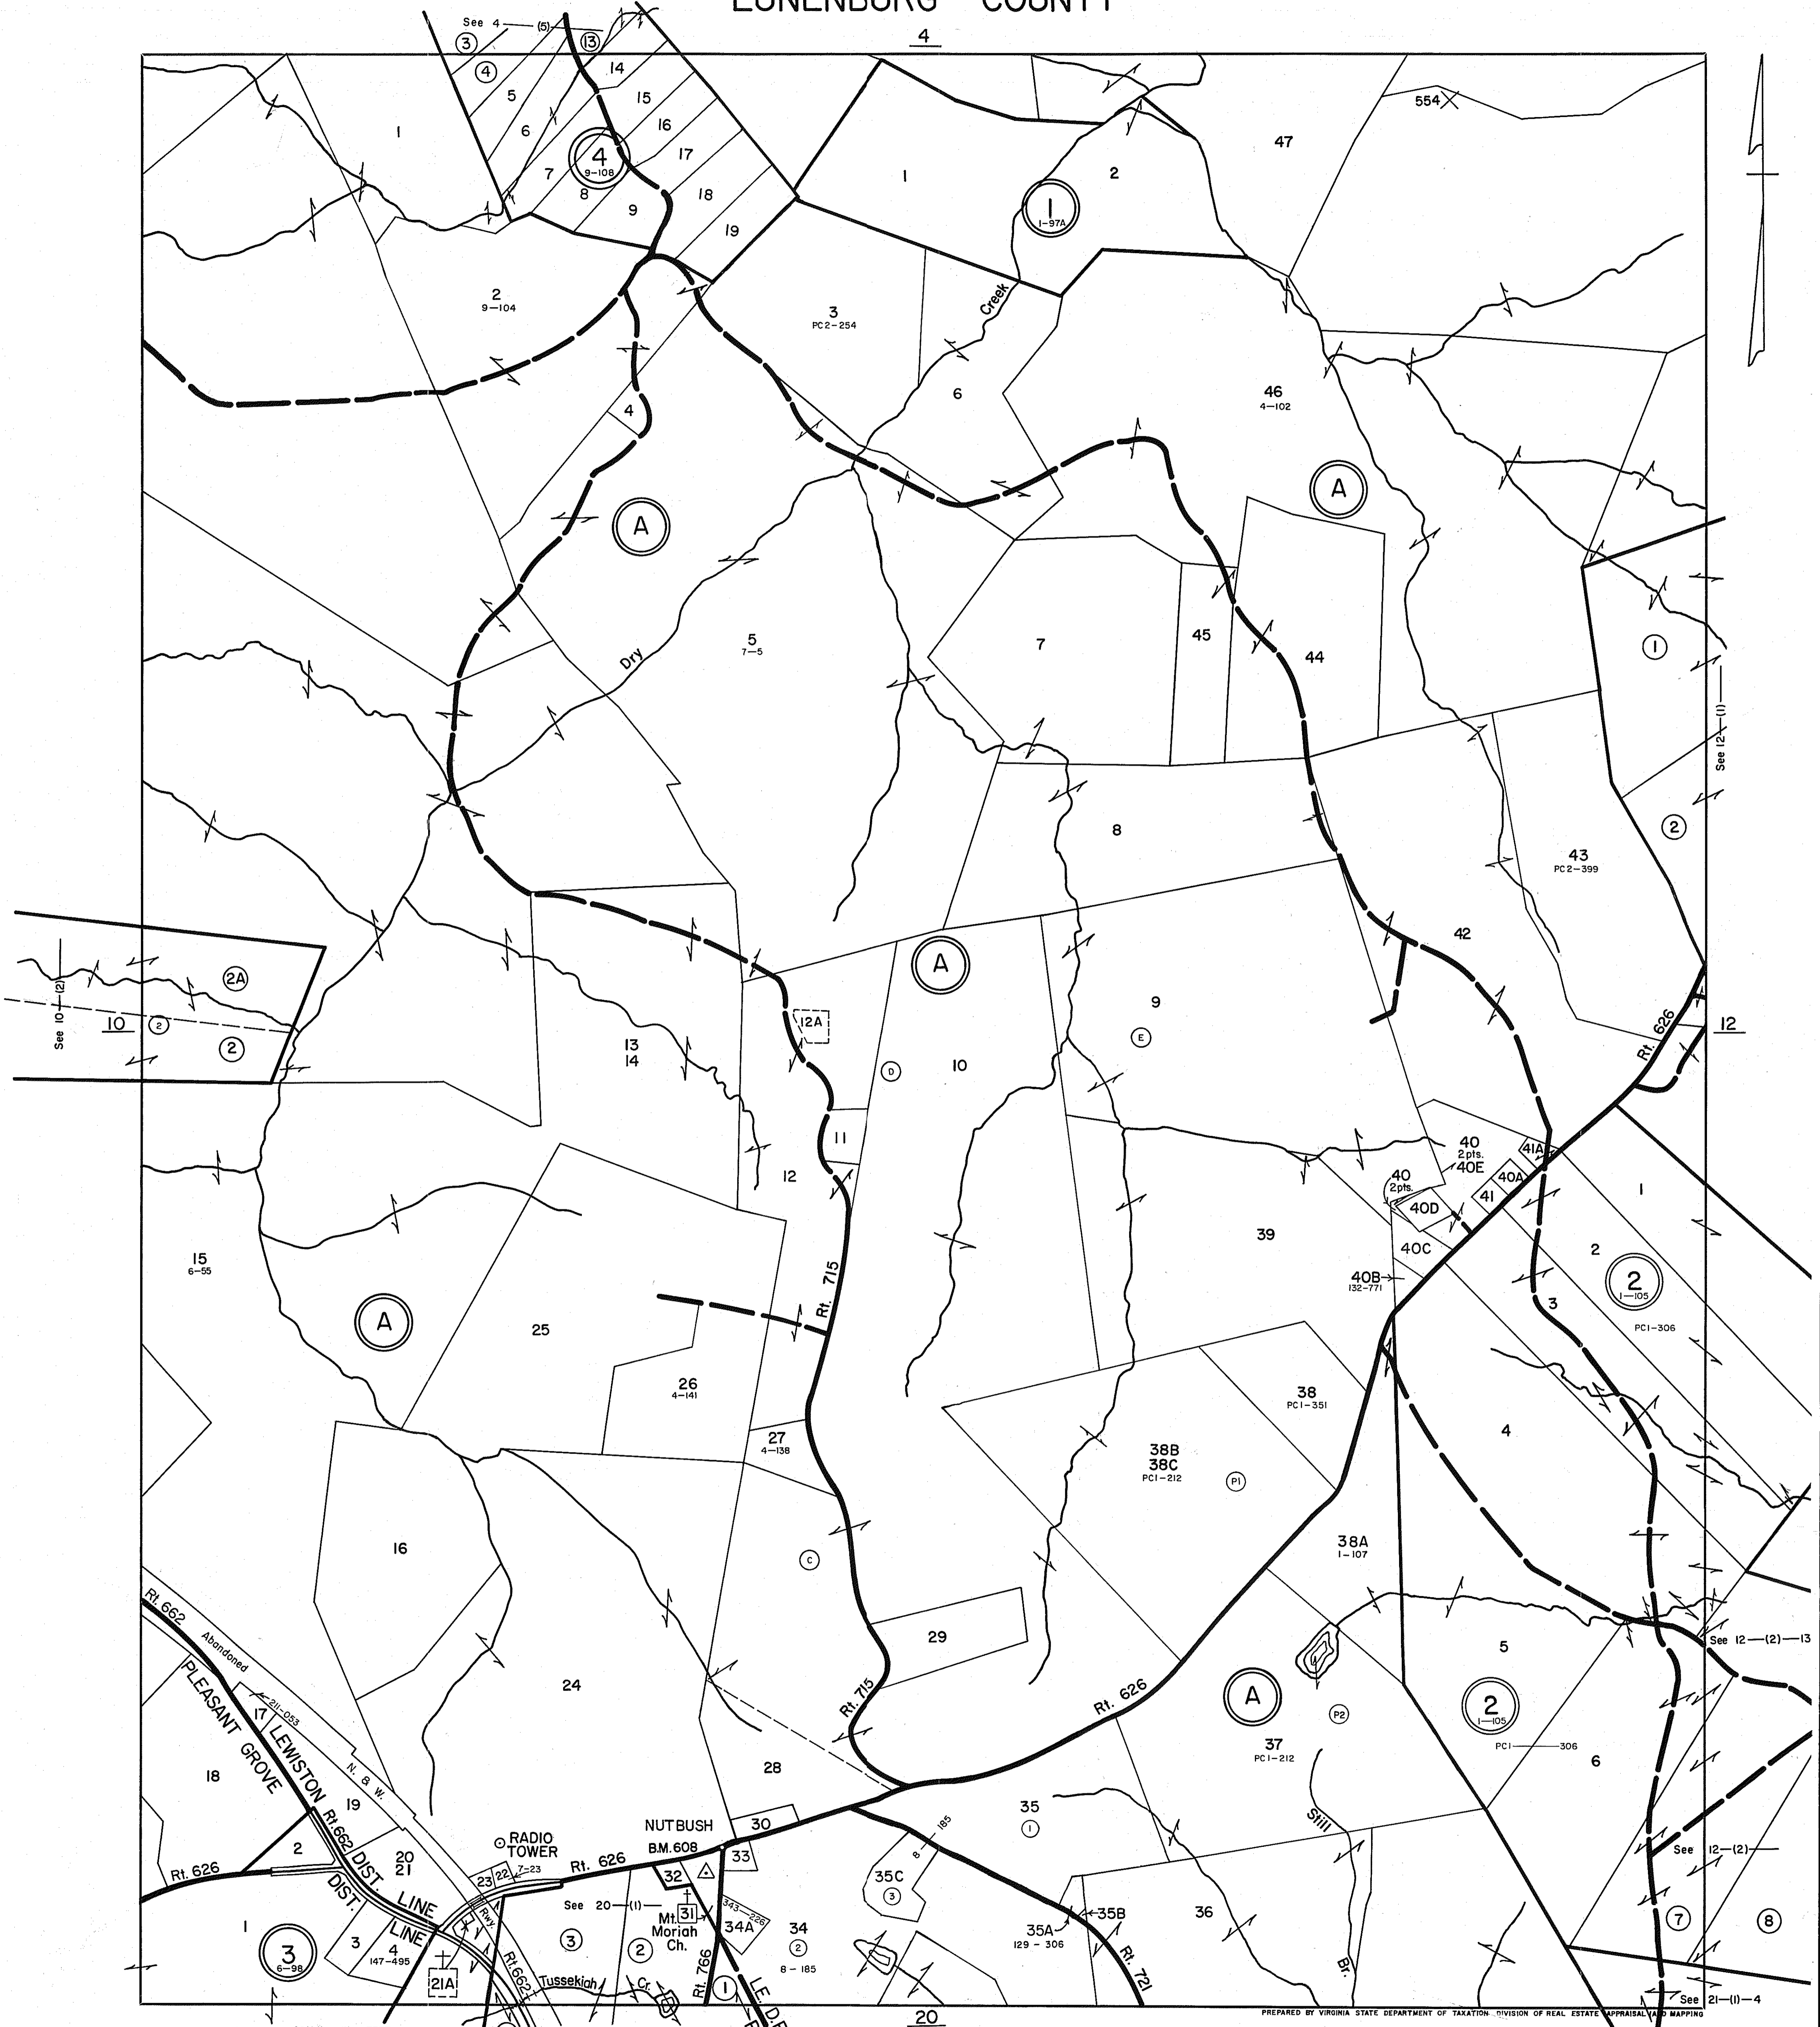 LUNENBURG COUNTY
4
See 4 (5)
3
13
4
14
5
15
6
16
4
9-108
17
7
8
18
9
19
1
1
2
1
1-97A
47
554
2
9-104
3
PC2-254
Creek
6
46
4-102
4
A
A
5
7-5
Dry
7
45
44
1
See 12-(1)
2
8
43
PC2-399
42
A
2A
See 10-(2)
10
2
2
12A
13
14
D
10
9
E
Rt. 626
12
11
12
40
2pts.
40E
41A
40
2pts.
40A
41
40D
40C
40B
132-771
39
1
2
2
1-105
3
PC1-306
15
6-55
A
Rt. 715
25
26
4-141
27
4-138
38
PC1-351
38B
38C
PC1-212
P1
4
16
C
38A
1-107
29
Rt. 662
Abandoned
PLEASANT GROVE
211-053
17
LEWISTON
24
Rt. 715
Rt. 626
A
P2
37
PC1-212
5
See 12-(2)-13
2
1-105
PC1 306
6
18
19
N. & W.
28
30
35
1
Still
Rt. 662
2
DIST.
DIST.
20
21
LINE
LINE
Rt. 626
RADIO
TOWER
NUTBUSH
B.M. 608
Rt. 626
7-23
22
23
32
33
See 20-(1)
31
Mt.
Moriah
Ch.
343-226
34A
34
2
8-185
8 185
35C
3
35A
129-306
35B
36
Rt. 721
Br.
See 12-(2)
7
8
1
3
6-98
3
4
147-495
21A
Rwy.
Rt. 662
3
2
Tussekiah Cr.
Rt. 766
1
See 21-(1)-4
20
PREPARED BY VIRGINIA STATE DEPARTMENT OF TAXATION DIVISION OF REAL ESTATE APPRAISAL AND MAPPING